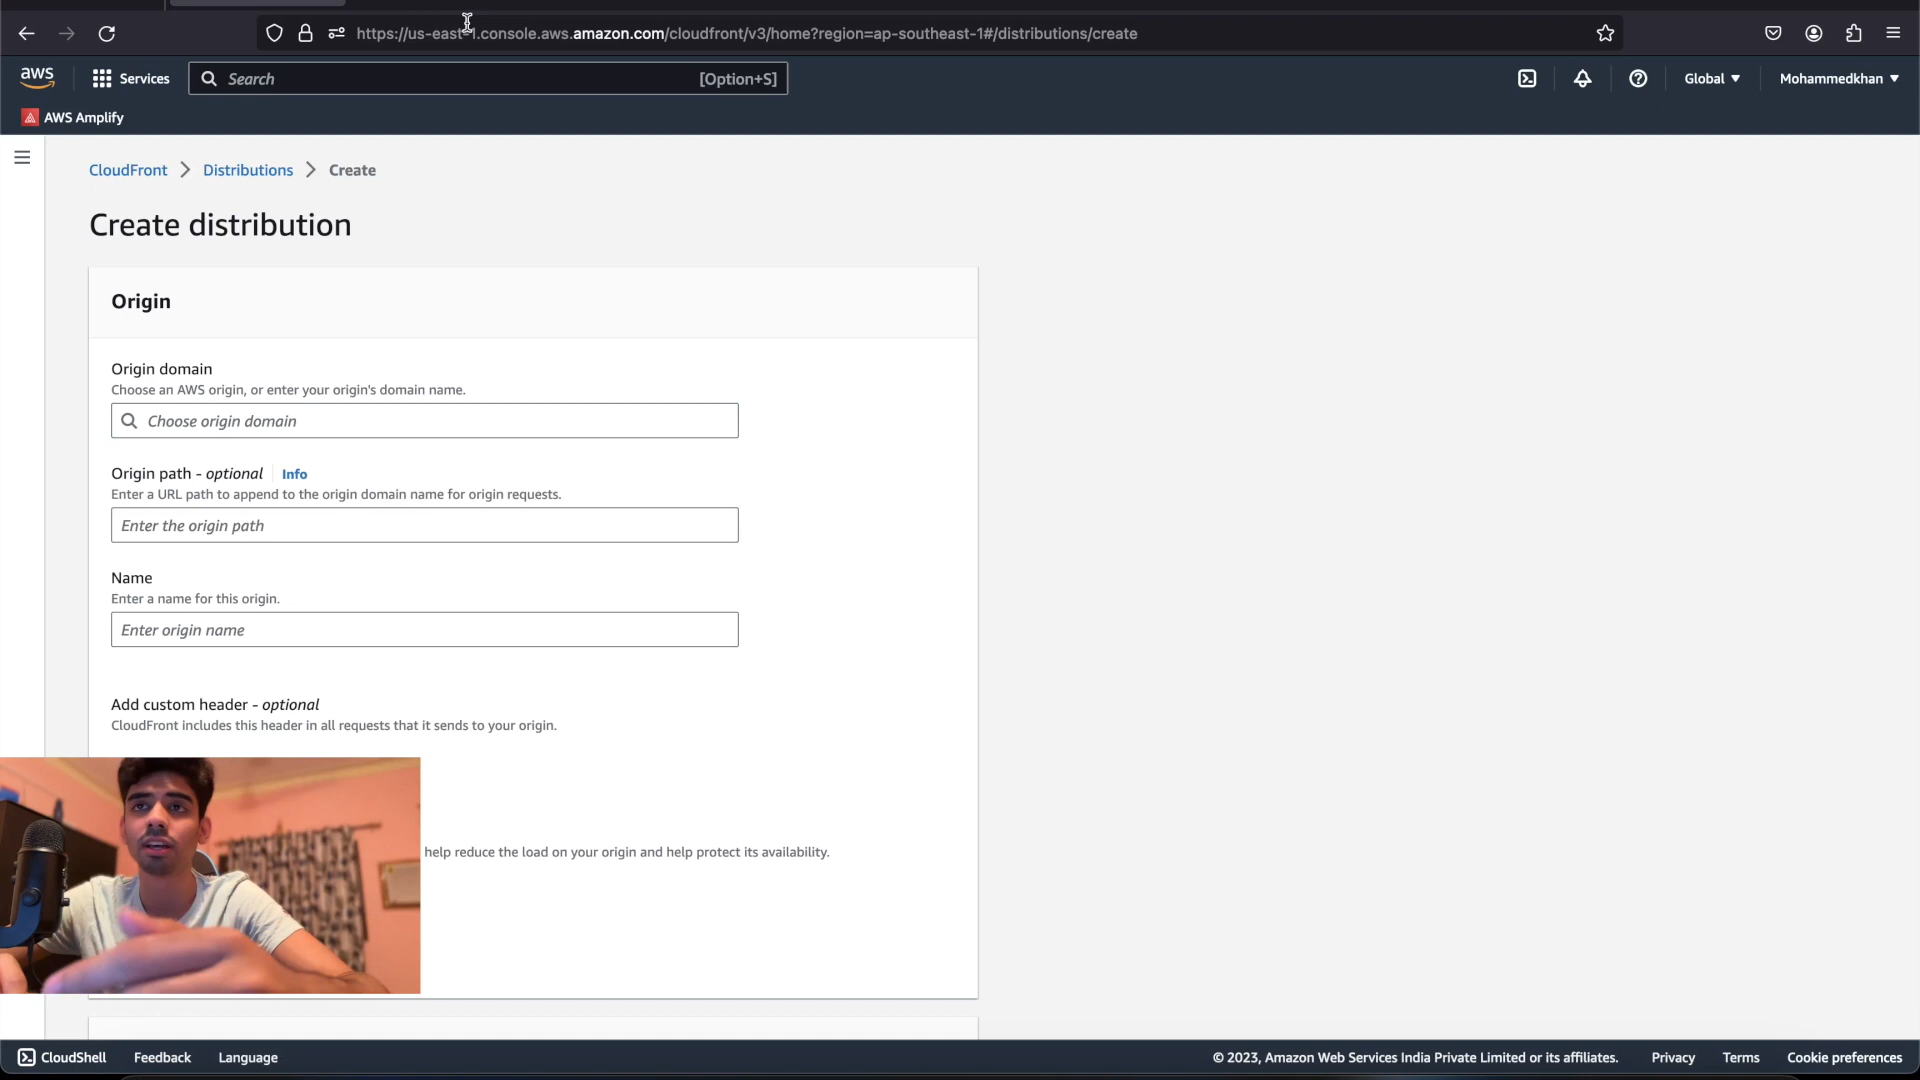 https://us-east-1.console.aws.amazon.com/cloudfront/v3/home?region=ap-southeast-1#/distributions/create
aws
Services
Search
[Option+S]
Global
Mohammedkhan
AWS Amplify
CloudFront
Distributions
Create
Create distribution
Origin
Origin domain
Choose an AWS origin, or enter your origin's domain name.
Choose origin domain
Origin path - optional
Info
Enter a URL path to append to the origin domain name for origin requests.
Enter the origin path
Name
Enter a name for this origin.
Enter origin name
Add custom header - optional
CloudFront includes this header in all requests that it sends to your origin.
help reduce the load on your origin and help protect its availability.
CloudShell
Feedback
Language
© 2023, Amazon Web Services India Private Limited or its affiliates.
Privacy
Terms
Cookie preferences